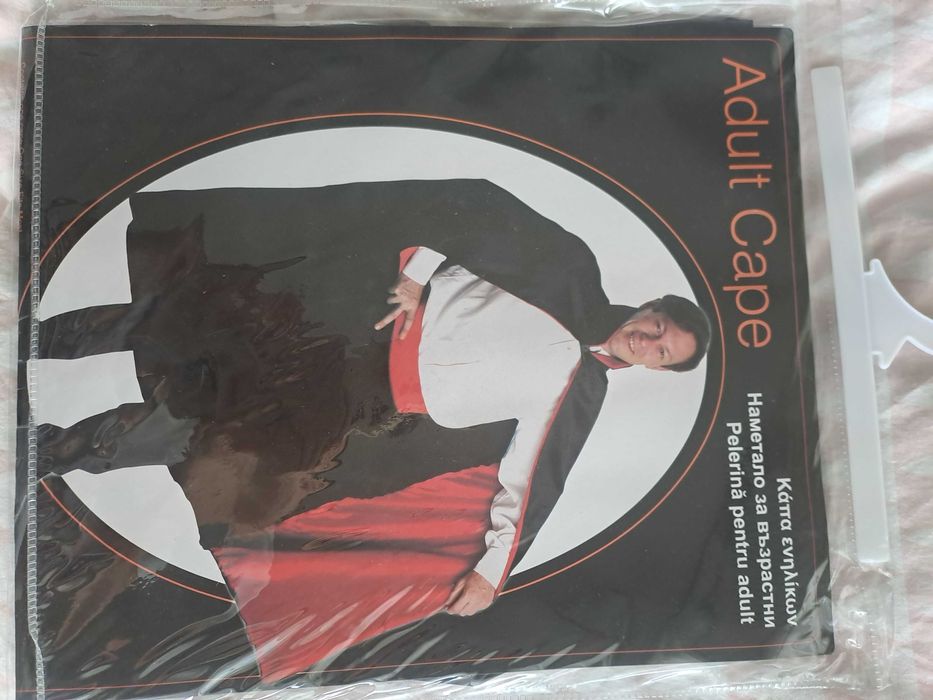 Adult Cape
Κάπα ενηλίκων
Наметало за възрастни
Pelerină pentru adult